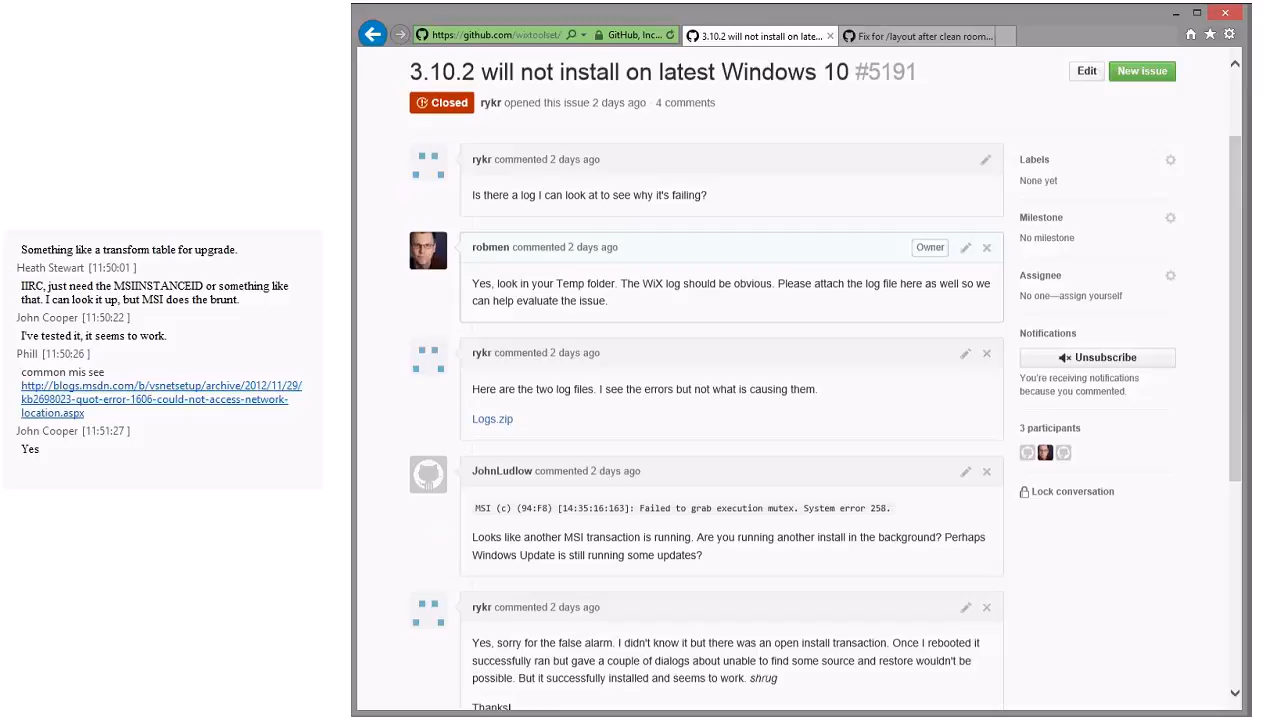 Something like a transform table for upgrade.
Heath Stewart [11:50:01 ]
IIRC, just need the MSIINSTANCEID or something like
that. I can look it up, but MSI does the brunt.
John Cooper [11:50:22 ]
I've tested it, it seems to work.
Phill [11:50:26 ]
common mis see
http://blogs.msdn.com/b/vsnetsetup/archive/2012/11/29/
kb2698023-quot-error-1606-could-not-access-network-
location.aspx
John Cooper [11:51:27 ]
Yes
https://github.com/wixtoolset/
GitHub, Inc...
3.10.2 will not install on late...
Fix for /layout after clean room...
3.10.2 will not install on latest Windows 10 #5191
Edit
New issue
Closed
rykr opened this issue 2 days ago · 4 comments
rykr commented 2 days ago
Is there a log I can look at to see why it's failing?
robmen commented 2 days ago
Owner
Yes, look in your Temp folder. The WiX log should be obvious. Please attach the log file here as well so we
can help evaluate the issue.
rykr commented 2 days ago
Here are the two log files. I see the errors but not what is causing them.
Logs.zip
JohnLudlow commented 2 days ago
MSI (c) (94:F8) [14:35:16:163]: Failed to grab execution mutex. System error 258.
Looks like another MSI transaction is running. Are you running another install in the background? Perhaps
Windows Update is still running some updates?
rykr commented 2 days ago
Yes, sorry for the false alarm. I didn't know it but there was an open install transaction. Once I rebooted it
successfully ran but gave a couple of dialogs about unable to find some source and restore wouldn't be
possible. But it successfully installed and seems to work. shrug
Thanks!
Labels
None yet
Milestone
No milestone
Assignee
No one—assign yourself
Notifications
Unsubscribe
You're receiving notifications
because you commented.
3 participants
Lock conversation